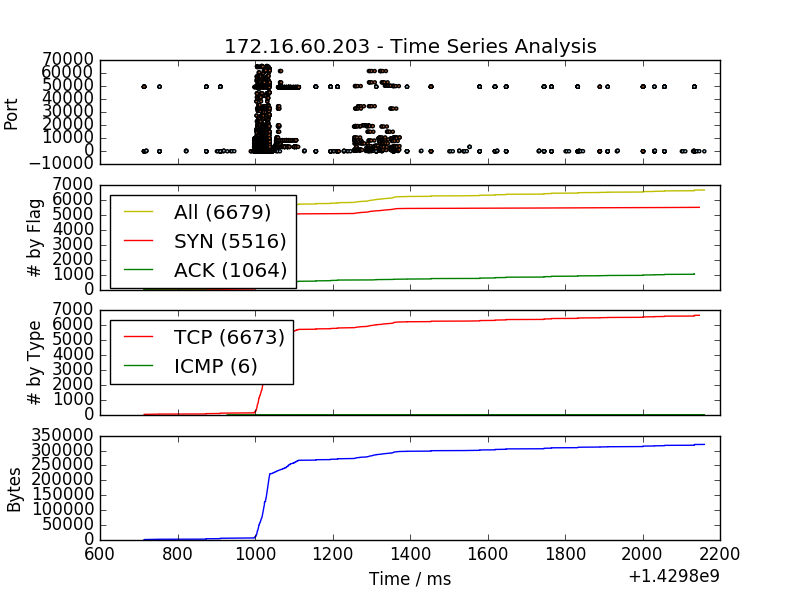 172.16.60.203 - Time Series Analysis
70000
60000
50000
40000
30000
20000
10000
0
−10000
Port
7000
6000
5000
4000
3000
2000
1000
0
# by Flag
All (6679)
SYN (5516)
ACK (1064)
7000
6000
5000
4000
3000
2000
1000
0
# by Type
TCP (6673)
ICMP (6)
350000
300000
250000
200000
150000
100000
50000
0
Bytes
600 800 1000 1200 1400 1600 1800 2000 2200
Time / ms
+1.4298e9